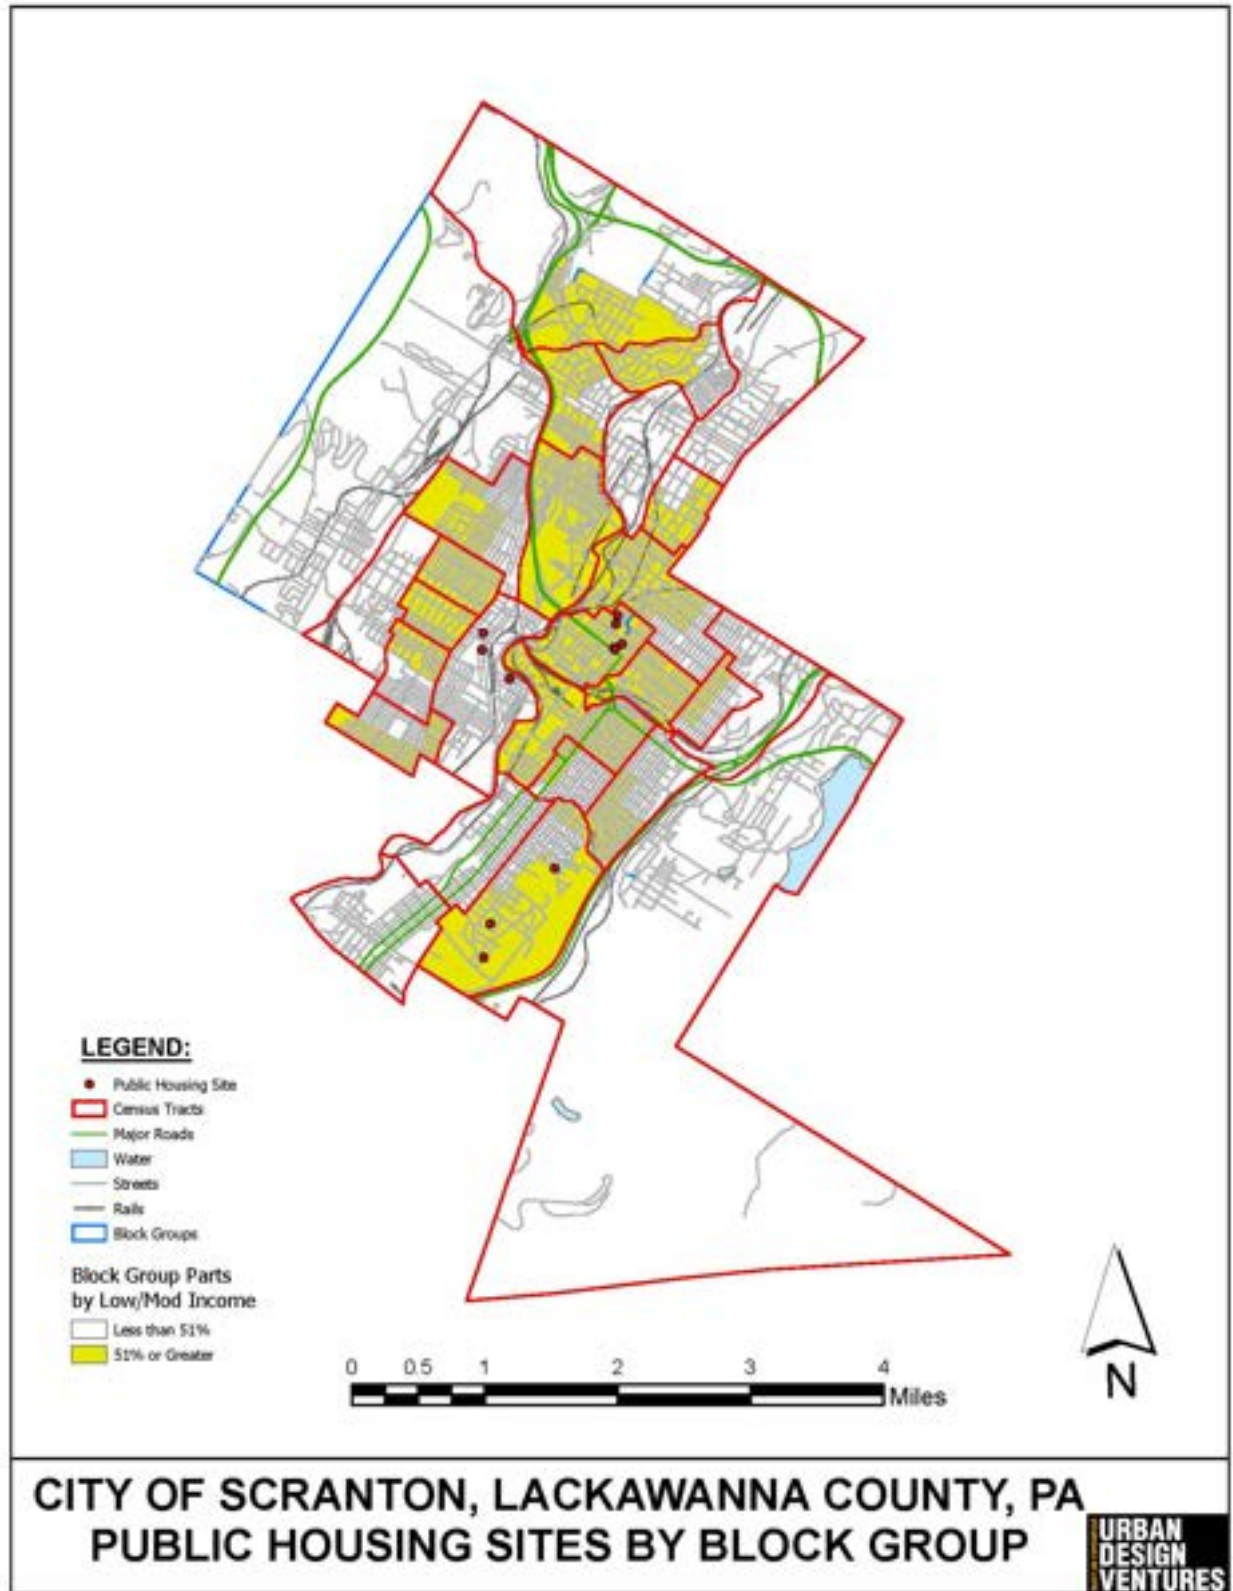 LEGEND:
Public Housing Site
Census Tracts
Major Roads
Water
Streets
Rails
Block Groups
Block Group Parts
by Low/Mod Income
Less than 51%
51% or Greater
0 0.5 1 2 3 4
Miles
N
CITY OF SCRANTON, LACKAWANNA COUNTY, PA
PUBLIC HOUSING SITES BY BLOCK GROUP
URBAN
DESIGN
VENTURES